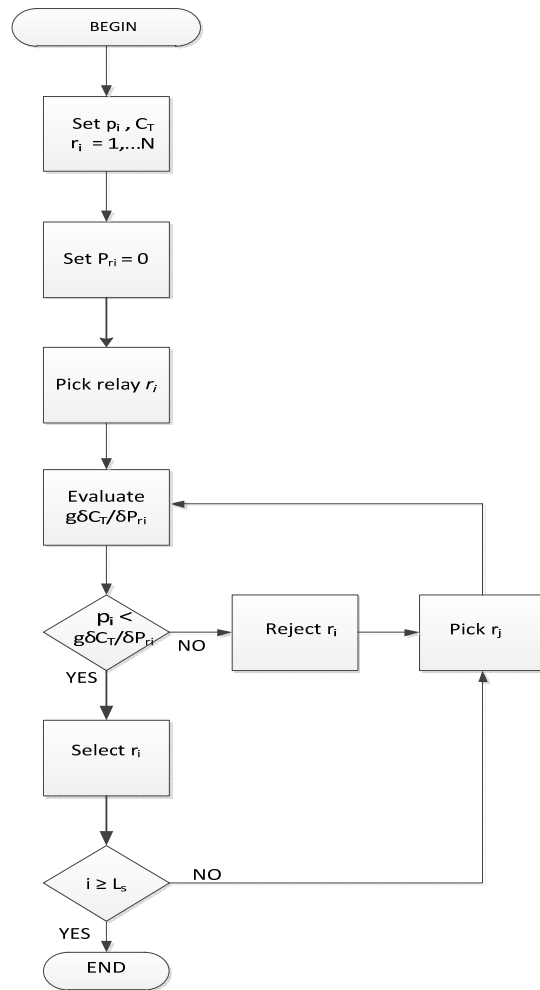 BEGIN
Set pᵢ , C_T
rᵢ = 1,...N
Set P_ri = 0
Pick relay rᵢ
Evaluate
gδC_T/δP_ri
pᵢ <
gδC_T/δP_ri
NO
Reject rᵢ
Pick rⱼ
YES
Select rᵢ
i ≥ Lₛ
NO
YES
END